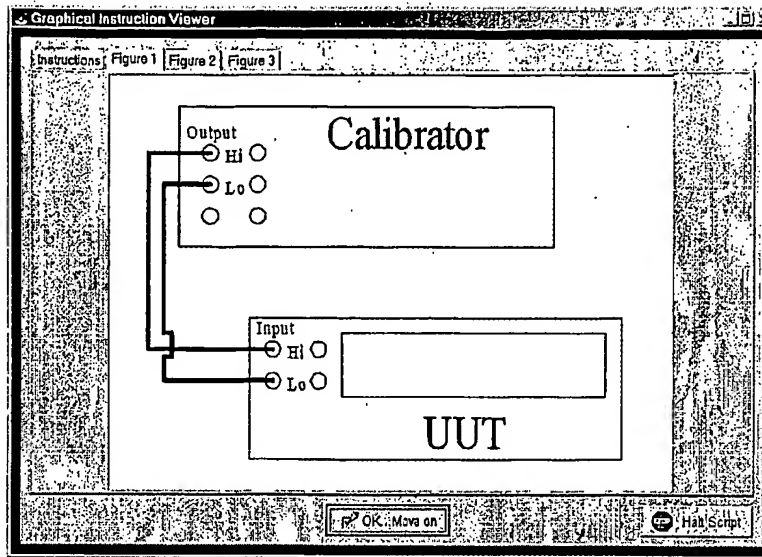 Graphical Instruction Viewer
Instructions Figure 1 Figure 2 Figure 3
Calibrator
Output
Hi
Lo
Input
Hi
Lo
UUT
OK. Move on
Halt Script